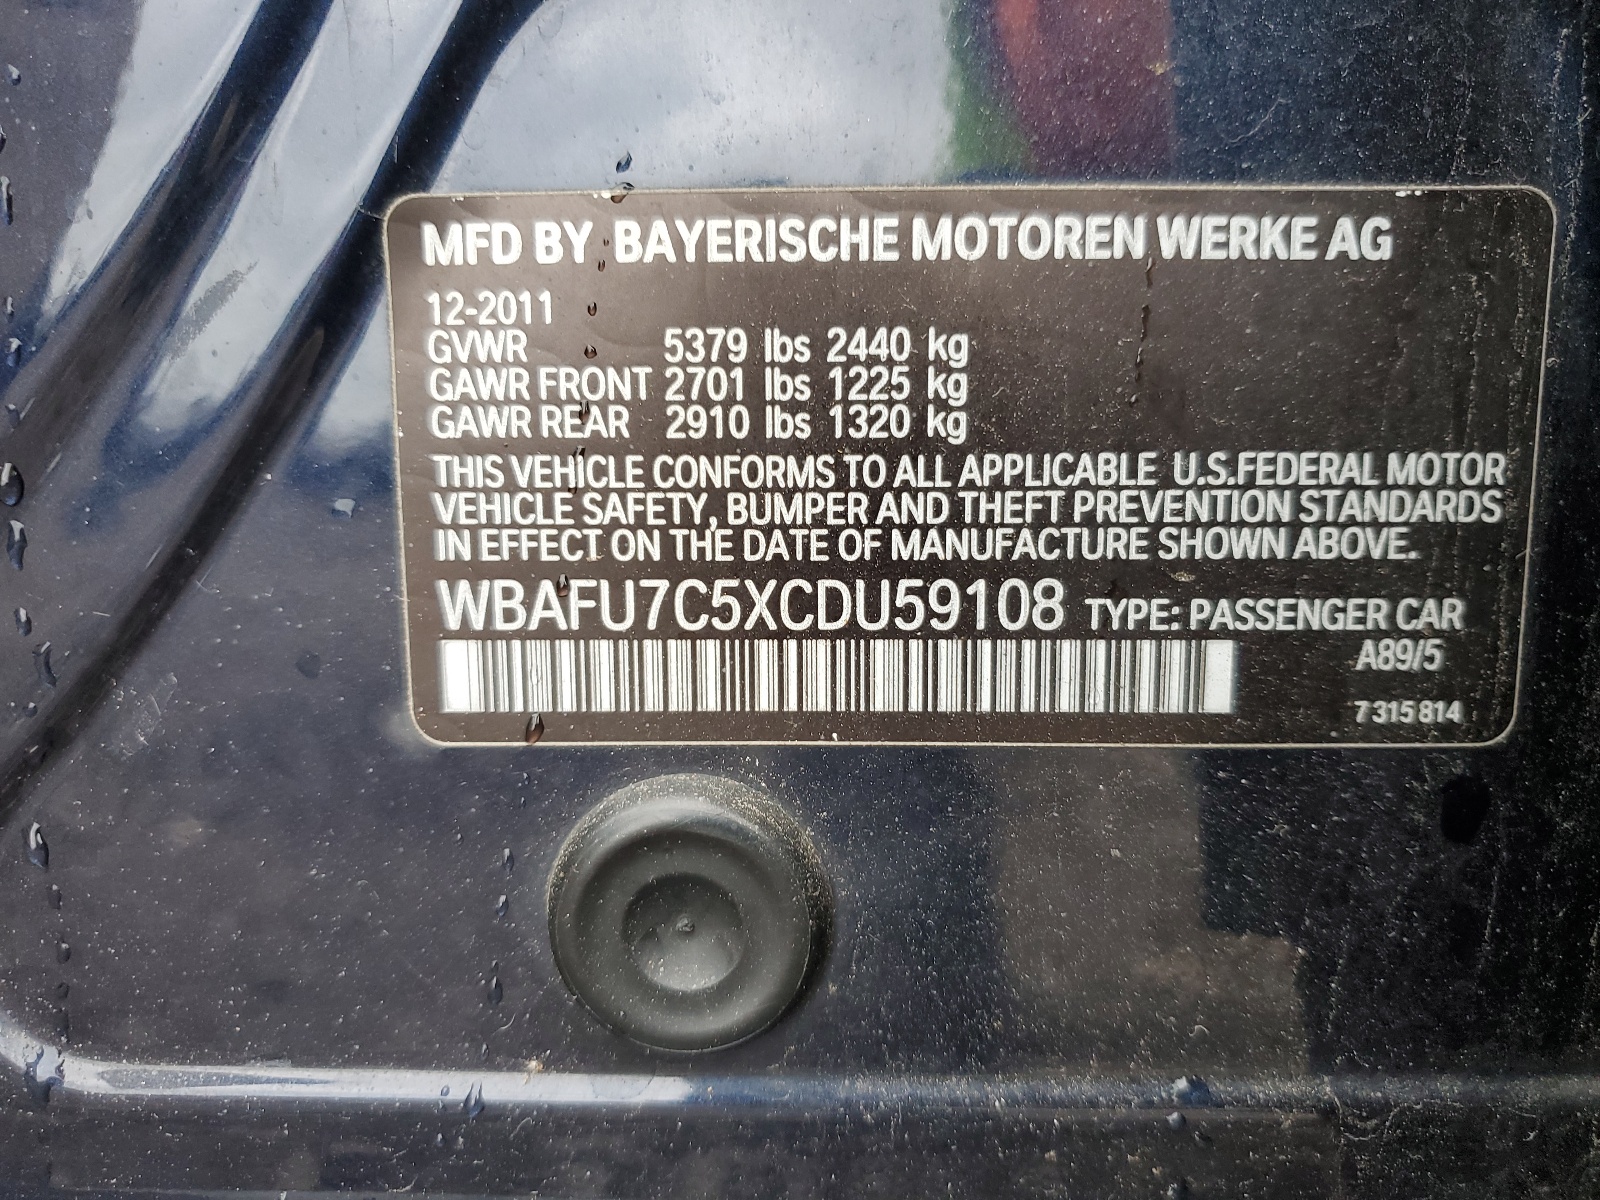 MFD BY BAYERISCHE MOTOREN WERKE AG
12-2011
GVWR 5379 lbs 2440 kg
GAWR FRONT 2701 lbs 1225 kg
GAWR REAR 2910 lbs 1320 kg
THIS VEHICLE CONFORMS TO ALL APPLICABLE U.S.FEDERAL MOTOR
VEHICLE SAFETY, BUMPER AND THEFT PREVENTION STANDARDS
IN EFFECT ON THE DATE OF MANUFACTURE SHOWN ABOVE.
WBAFU7C5XCDU59108 TYPE: PASSENGER CAR
A89/5
7 315 814